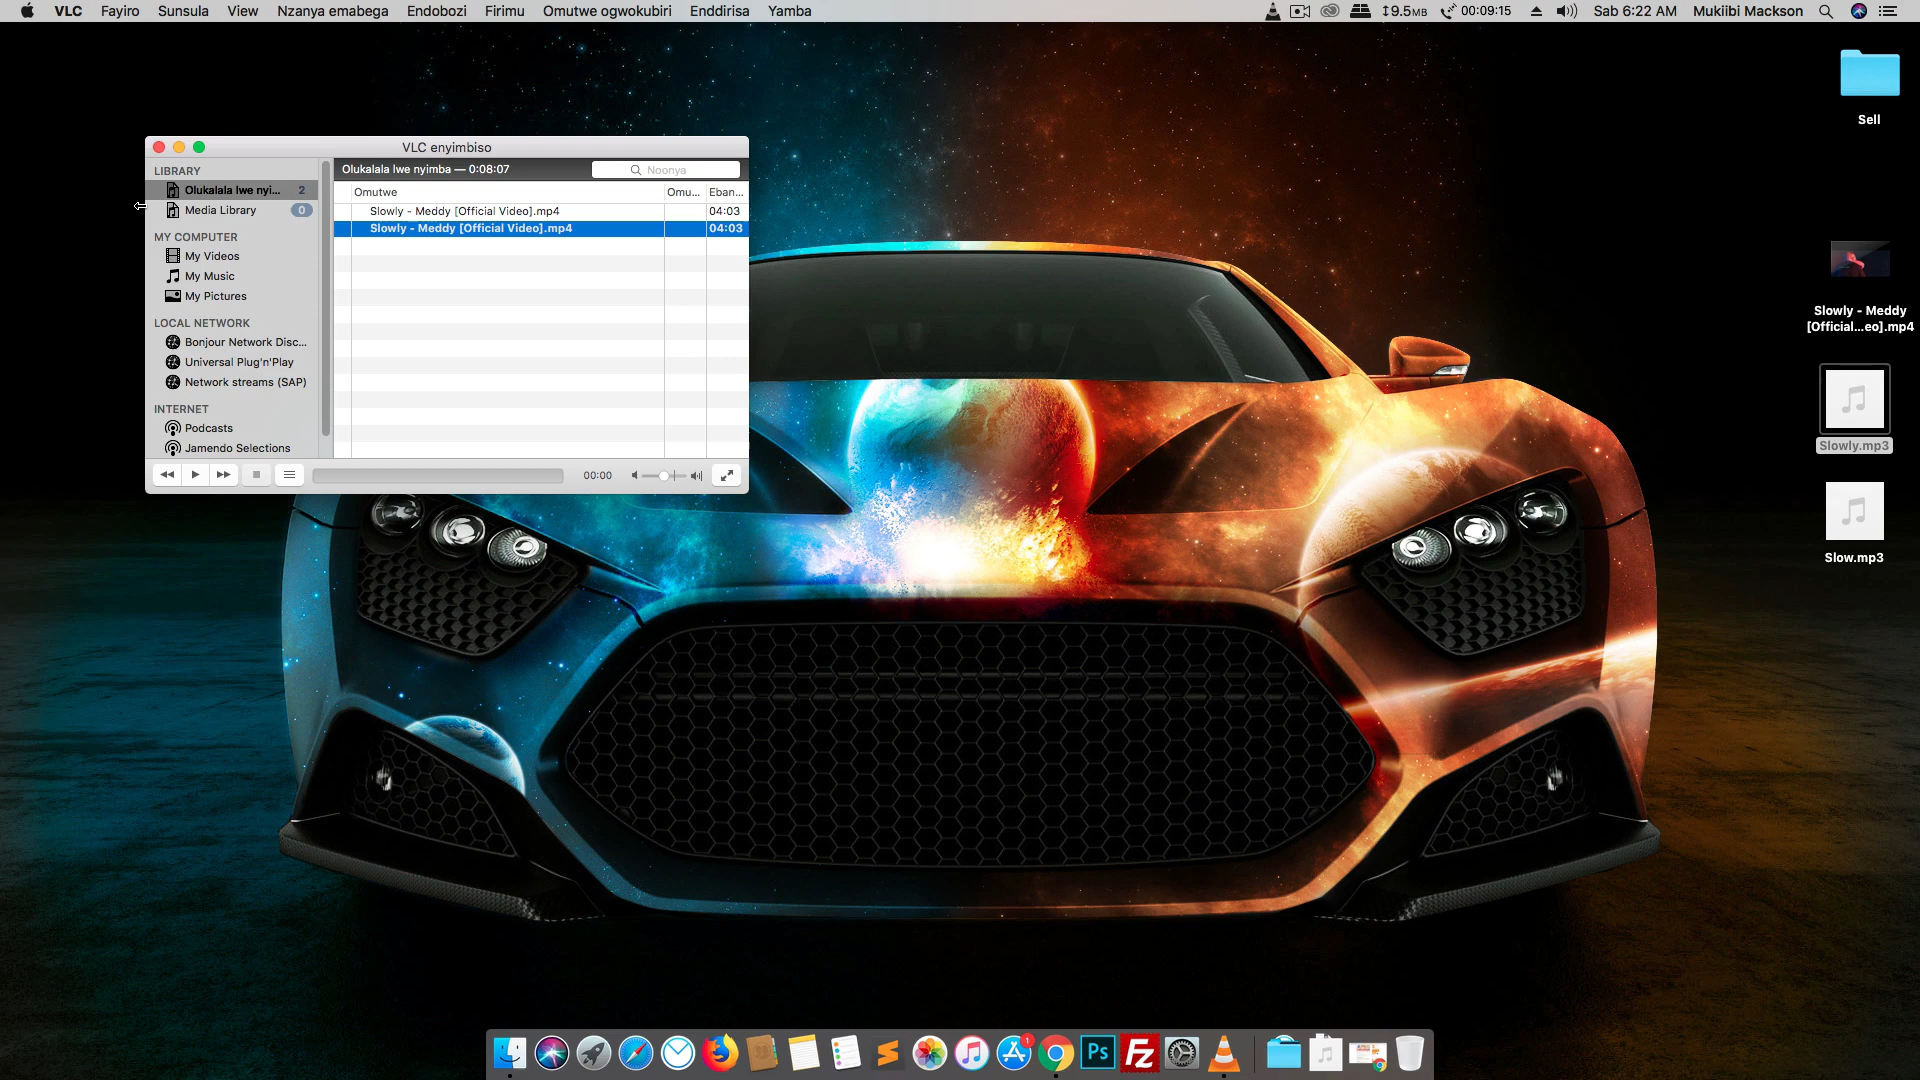 VLC Fayiro Sunsula View Nzanya emabega Endobozi Firimu Omutwe ogwokubiri Enddirisa Yamba 9.5MB 00:09:15 Sab 6:22 AM Mukiibi Mackson
VLC enyimbiso
LIBRARY
Olukalala lwe nyi... 2
Media Library 0
MY COMPUTER
My Videos
My Music
My Pictures
LOCAL NETWORK
Bonjour Network Disc...
Universal Plug'n'Play
Network streams (SAP)
INTERNET
Podcasts
Jamendo Selections
Olukalala lwe nyimba — 0:08:07 Noonya
Omutwe Omu... Eban...
Slowly - Meddy [Official Video].mp4 04:03
Slowly - Meddy [Official Video].mp4 04:03
00:00
Sell
Slowly - Meddy
[Official...eo].mp4
Slowly.mp3
Slow.mp3
1
Ps
FZ